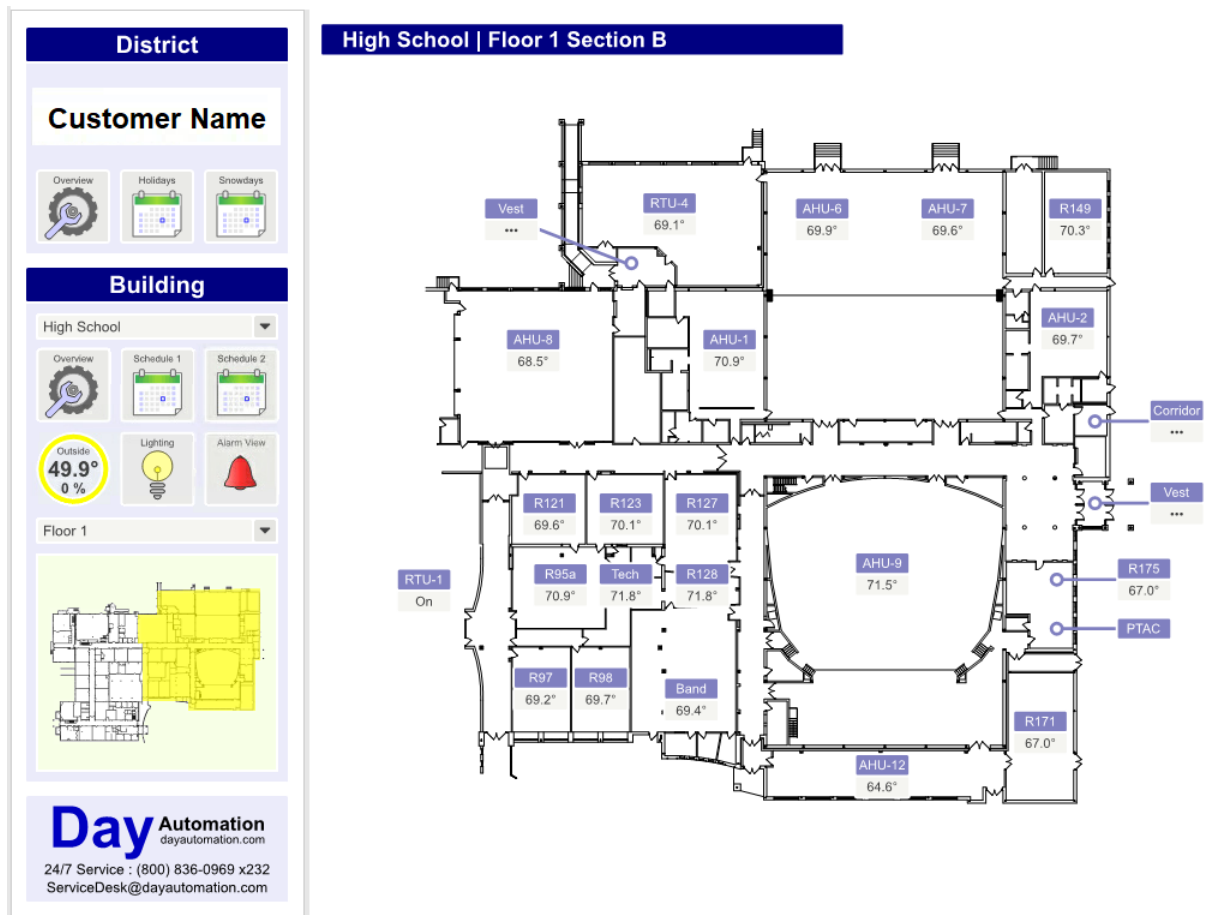 District
High School | Floor 1 Section B
Customer Name
Overview
Holidays
Snowdays
Building
High School
Overview
Schedule 1
Schedule 2
Outside
49.9°
0 %
Lighting
Alarm View
Floor 1
Day Automation
dayautomation.com
24/7 Service : (800) 836-0969 x232
ServiceDesk@dayautomation.com
Vest
•••
RTU-4
69.1°
AHU-6
69.9°
AHU-7
69.6°
R149
70.3°
AHU-8
68.5°
AHU-1
70.9°
AHU-2
69.7°
Corridor
•••
Vest
•••
R121
69.6°
R123
70.1°
R127
70.1°
RTU-1
On
R95a
70.9°
Tech
71.8°
R128
71.8°
AHU-9
71.5°
R175
67.0°
PTAC
R97
69.2°
R98
69.7°
Band
69.4°
R171
67.0°
AHU-12
64.6°